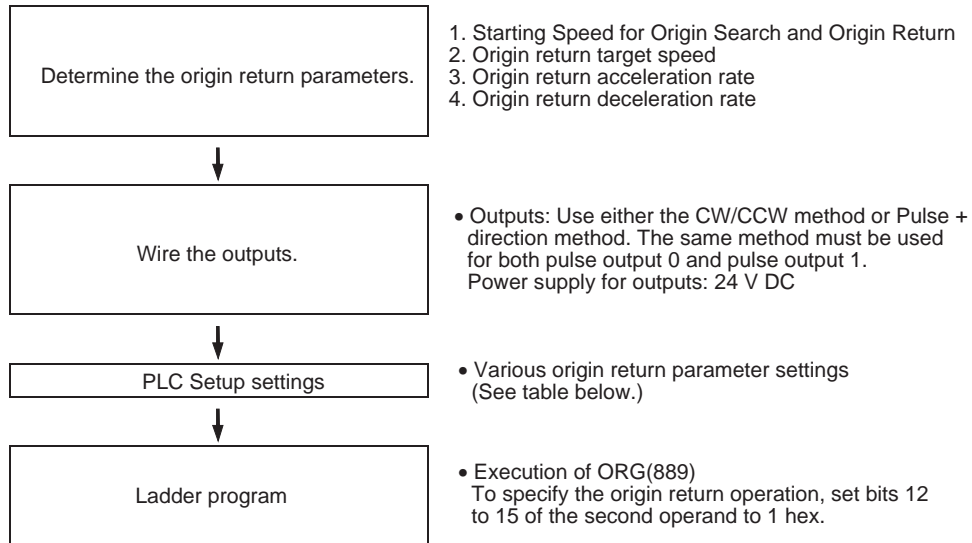 Determine the origin return parameters.
1. Starting Speed for Origin Search and Origin Return
2. Origin return target speed
3. Origin return acceleration rate
4. Origin return deceleration rate
Wire the outputs.
• Outputs: Use either the CW/CCW method or Pulse +
direction method. The same method must be used
for both pulse output 0 and pulse output 1.
Power supply for outputs: 24 V DC
PLC Setup settings
• Various origin return parameter settings
(See table below.)
Ladder program
• Execution of ORG(889)
To specify the origin return operation, set bits 12
to 15 of the second operand to 1 hex.